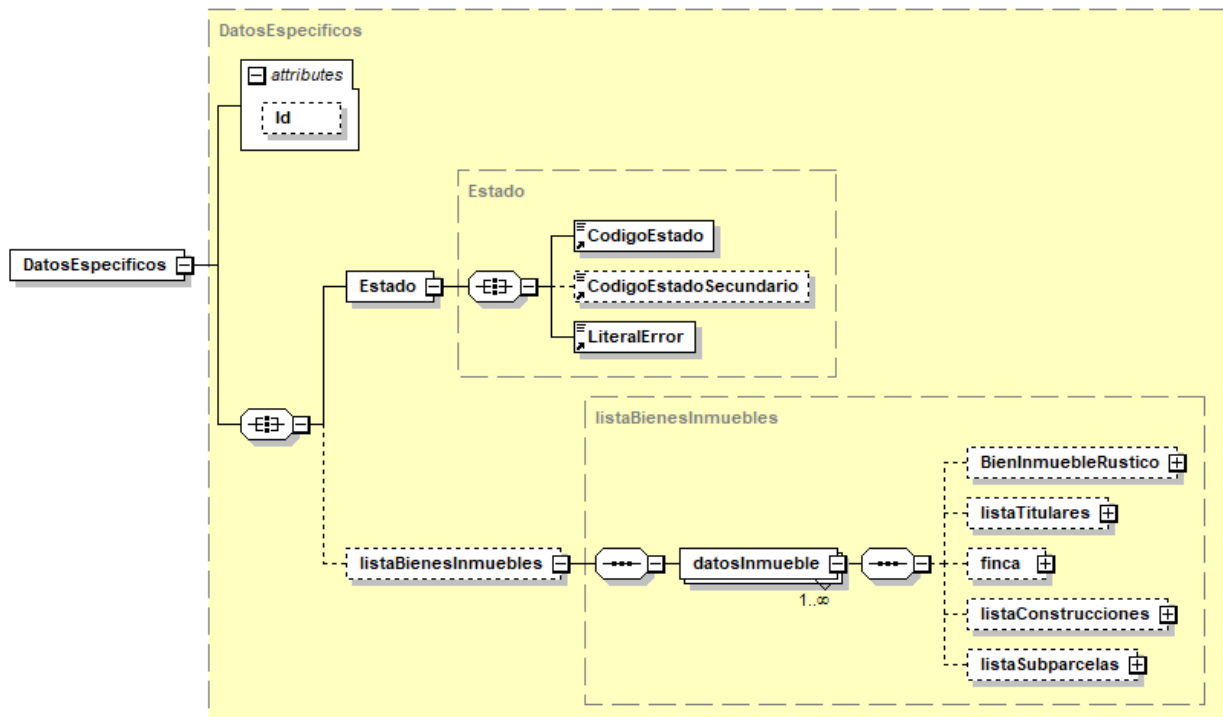 DatosEspecificos
attributes
Id
Estado
CodigoEstado
DatosEspecificos
Estado
CodigoEstadoSecundario
LiteralError
listaBienesInmuebles
BienInmuebleRustico
listaTitulares
listaBienesInmuebles
datosInmueble
finca
1..∞
listaConstrucciones
listaSubparcelas